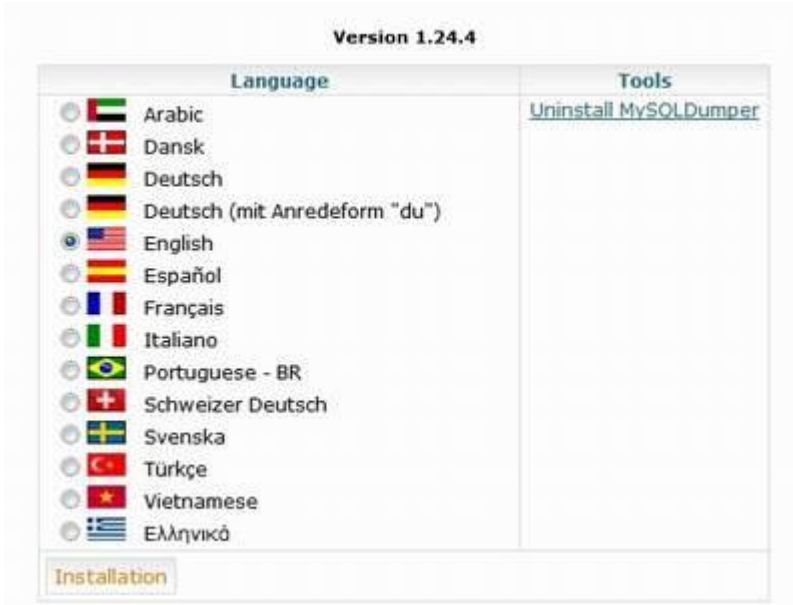 Version 1.24.4
Language Tools
Arabic Uninstall MySQLDumper
Dansk
Deutsch
Deutsch (mit Anredeform "du")
English
Español
Français
Italiano
Portuguese - BR
Schweizer Deutsch
Svenska
Türkçe
Vietnamese
Ελληνικά
Installation